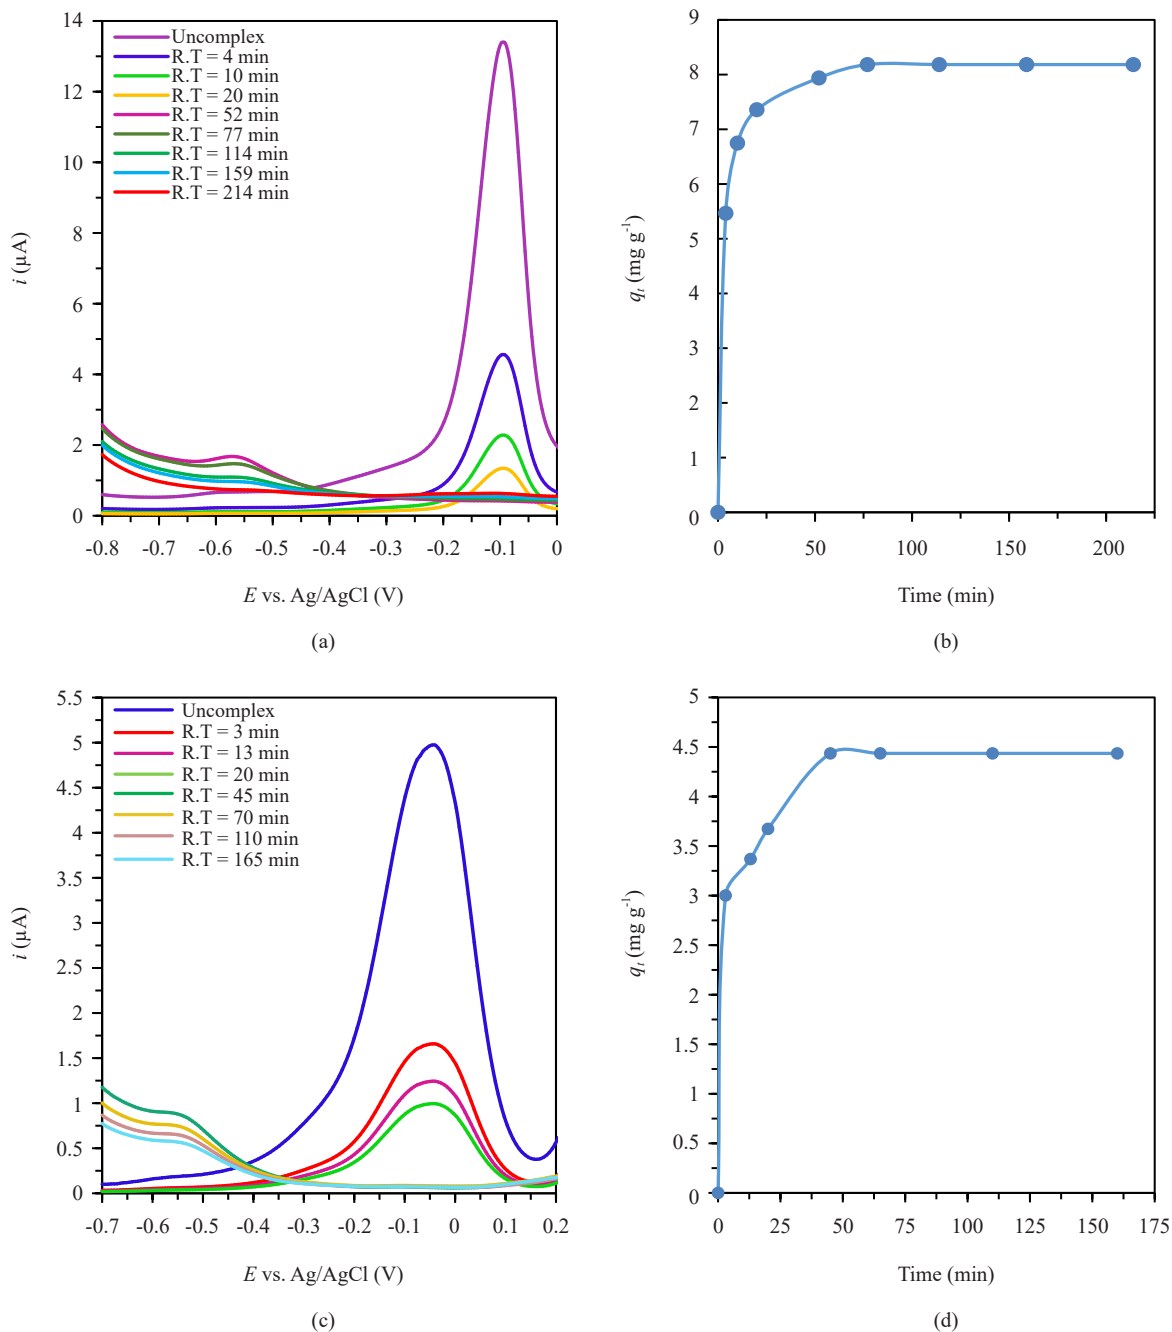 14
12
10
8
6
4
2
0
i (µA)
Uncomplex
R.T = 4 min
R.T = 10 min
R.T = 20 min
R.T = 52 min
R.T = 77 min
R.T = 114 min
R.T = 159 min
R.T = 214 min
-0.8 -0.7 -0.6 -0.5 -0.4 -0.3 -0.2 -0.1 0
E vs. Ag/AgCl (V)
(a)
9
8
7
6
5
4
3
2
1
0
qt (mg g-1)
0 50 100 150 200
Time (min)
(b)
5.5
5
4.5
4
3.5
3
2.5
2
1.5
1
0.5
0
i (µA)
Uncomplex
R.T = 3 min
R.T = 13 min
R.T = 20 min
R.T = 45 min
R.T = 70 min
R.T = 110 min
R.T = 165 min
-0.7 -0.6 -0.5 -0.4 -0.3 -0.2 -0.1 0 0.1 0.2
E vs. Ag/AgCl (V)
(c)
5
4.5
4
3.5
3
2.5
2
1.5
1
0.5
0
qt (mg g-1)
0 25 50 75 100 125 150 175
Time (min)
(d)